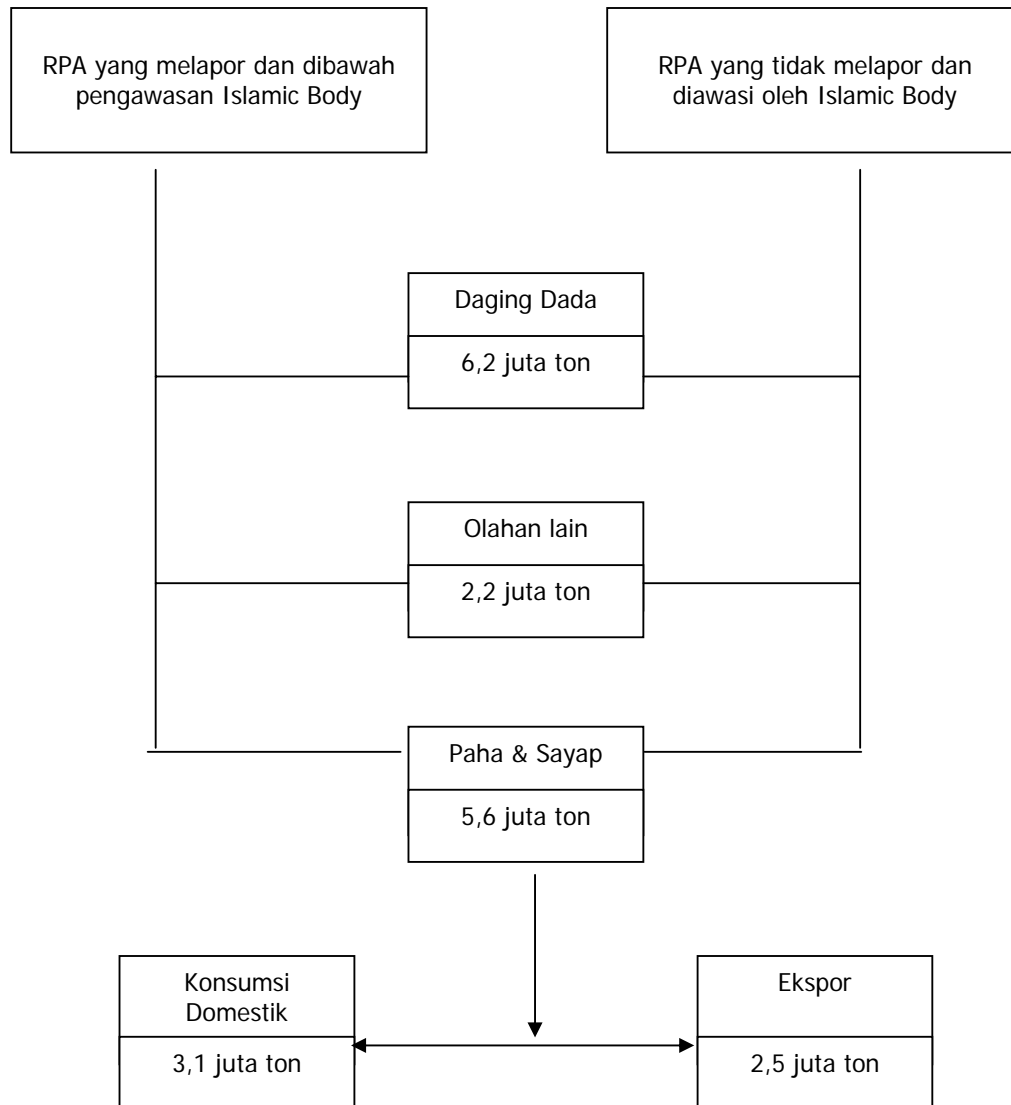 RPA yang melapor dan dibawah
pengawasan Islamic Body
RPA yang tidak melapor dan
diawasi oleh Islamic Body
Daging Dada
6,2 juta ton
Olahan lain
2,2 juta ton
Paha & Sayap
5,6 juta ton
Konsumsi
Domestik
3,1 juta ton
Ekspor
2,5 juta ton